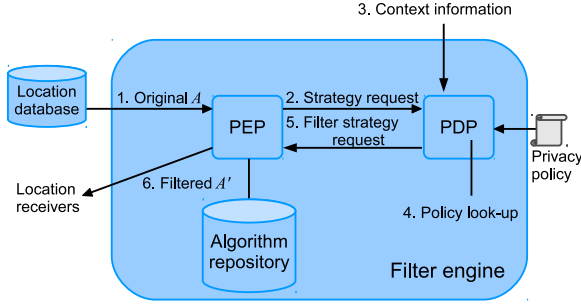 3. Context information
Location
database
1. Original A
2. Strategy request
PEP
5. Filter strategy
request
PDP
Privacy
policy
Location
receivers
6. Filtered A'
4. Policy look-up
Algorithm
repository
Filter engine